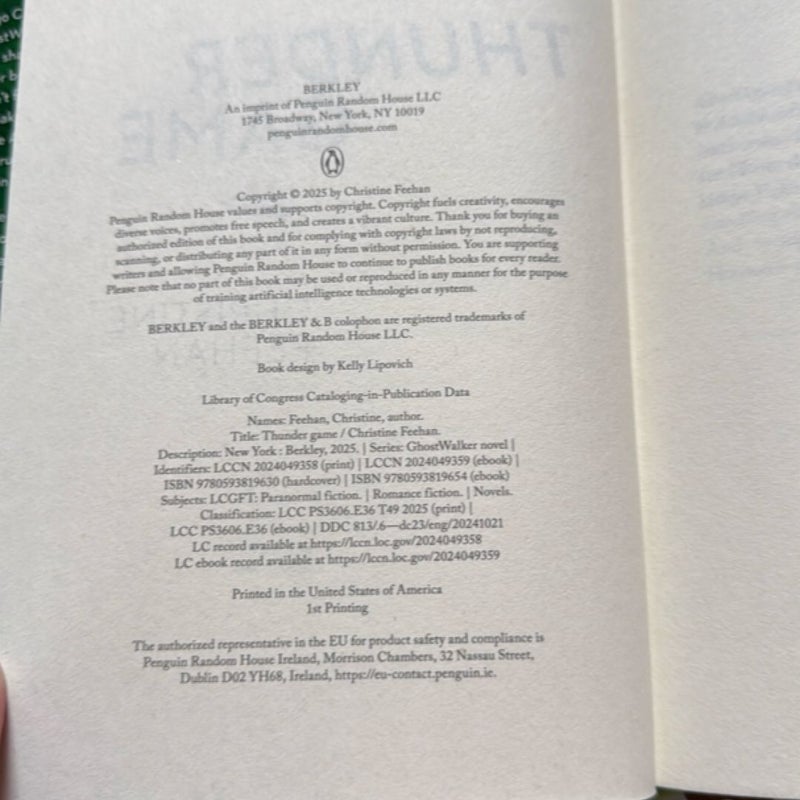 BERKLEY
An imprint of Penguin Random House LLC
1745 Broadway, New York, NY 10019
penguinrandomhouse.com
Copyright © 2025 by Christine Feehan
Penguin Random House values and supports copyright. Copyright fuels creativity, encourages
diverse voices, promotes free speech, and creates a vibrant culture. Thank you for buying an
authorized edition of this book and for complying with copyright laws by not reproducing,
scanning, or distributing any part of it in any form without permission. You are supporting
writers and allowing Penguin Random House to continue to publish books for every reader.
Please note that no part of this book may be used or reproduced in any manner for the purpose
of training artificial intelligence technologies or systems.
BERKLEY and the BERKLEY & B colophon are registered trademarks of
Penguin Random House LLC.
Book design by Kelly Lipovich
Library of Congress Cataloging-in-Publication Data
Names: Feehan, Christine, author.
Title: Thunder game / Christine Feehan.
Description: New York : Berkley, 2025. | Series: GhostWalker novel |
Identifiers: LCCN 2024049358 (print) | LCCN 2024049359 (ebook) |
ISBN 9780593819630 (hardcover) | ISBN 9780593819654 (ebook)
Subjects: LCGFT: Paranormal fiction. | Romance fiction. | Novels.
Classification: LCC PS3606.E36 T49 2025 (print) |
LCC PS3606.E36 (ebook) | DDC 813/.6—dc23/eng/20241021
LC record available at https://lccn.loc.gov/2024049358
LC ebook record available at https://lccn.loc.gov/2024049359
Printed in the United States of America
1st Printing
The authorized representative in the EU for product safety and compliance is
Penguin Random House Ireland, Morrison Chambers, 32 Nassau Street,
Dublin D02 YH68, Ireland, https://eu-contact.penguin.ie.